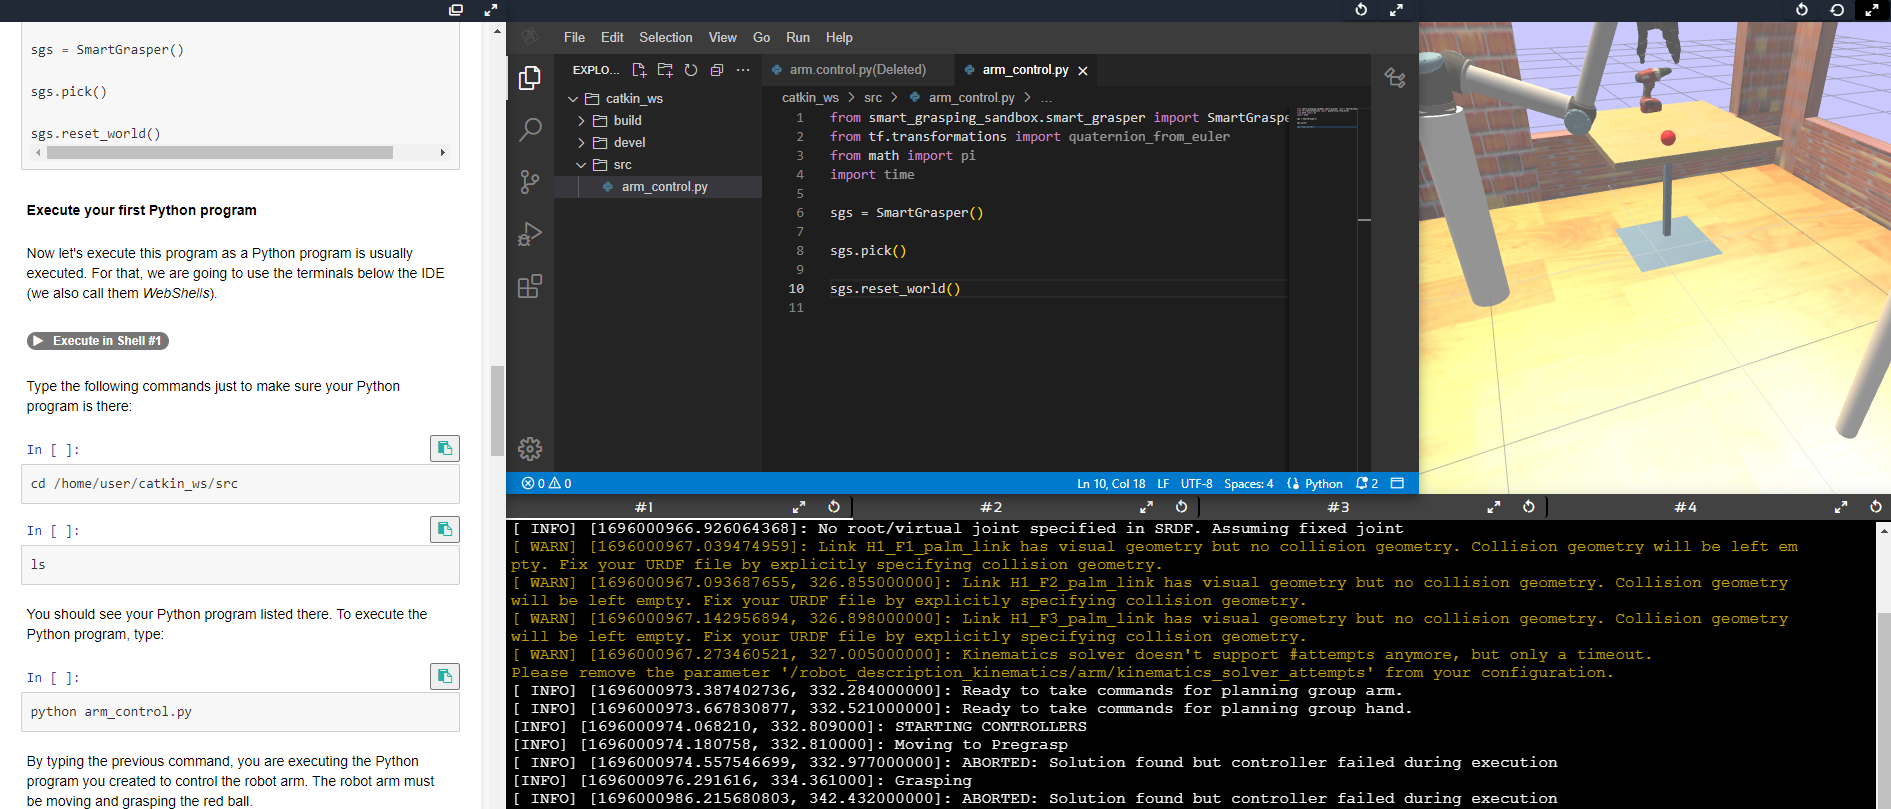 sgs = SmartGrasper()
sgs.pick()
sgs.reset_world()
Execute your first Python program
Now let's execute this program as a Python program is usually
executed. For that, we are going to use the terminals below the IDE
(we also call them WebShells).
Execute in Shell #1
Type the following commands just to make sure your Python
program is there:
In [ ]:
cd /home/user/catkin_ws/src
In [ ]:
ls
You should see your Python program listed there. To execute the
Python program, type:
In [ ]:
python arm_control.py
By typing the previous command, you are executing the Python
program you created to control the robot arm. The robot arm must
be moving and grasping the red ball.
File Edit Selection View Go Run Help
EXPLO...
catkin_ws
build
devel
src
arm_control.py
arm.control.py(Deleted) arm_control.py
catkin_ws > src > arm_control.py > ...
1 from smart_grasping_sandbox.smart_grasper import SmartGraspe
2 from tf.transformations import quaternion_from_euler
3 from math import pi
4 import time
5
6 sgs = SmartGrasper()
7
8 sgs.pick()
9
10 sgs.reset_world()
11
0 0 Ln 10, Col 18 LF UTF-8 Spaces: 4 Python 2
#1 #2 #3 #4
[ INFO] [1696000966.926064368]: No root/virtual joint specified in SRDF. Assuming fixed joint
[ WARN] [1696000967.039474959]: Link H1_F1_palm_link has visual geometry but no collision geometry. Collision geometry will be left em
pty. Fix your URDF file by explicitly specifying collision geometry.
[ WARN] [1696000967.093687655, 326.855000000]: Link H1_F2_palm_link has visual geometry but no collision geometry. Collision geometry
will be left empty. Fix your URDF file by explicitly specifying collision geometry.
[ WARN] [1696000967.142956894, 326.898000000]: Link H1_F3_palm_link has visual geometry but no collision geometry. Collision geometry
will be left empty. Fix your URDF file by explicitly specifying collision geometry.
[ WARN] [1696000967.273460521, 327.005000000]: Kinematics solver doesn't support #attempts anymore, but only a timeout.
Please remove the parameter '/robot_description_kinematics/arm/kinematics_solver_attempts' from your configuration.
[ INFO] [1696000973.387402736, 332.284000000]: Ready to take commands for planning group arm.
[ INFO] [1696000973.667830877, 332.521000000]: Ready to take commands for planning group hand.
[INFO] [1696000974.068210, 332.809000]: STARTING CONTROLLERS
[INFO] [1696000974.180758, 332.810000]: Moving to Pregrasp
[ INFO] [1696000974.557546699, 332.977000000]: ABORTED: Solution found but controller failed during execution
[INFO] [1696000976.291616, 334.361000]: Grasping
[ INFO] [1696000986.215680803, 342.432000000]: ABORTED: Solution found but controller failed during execution